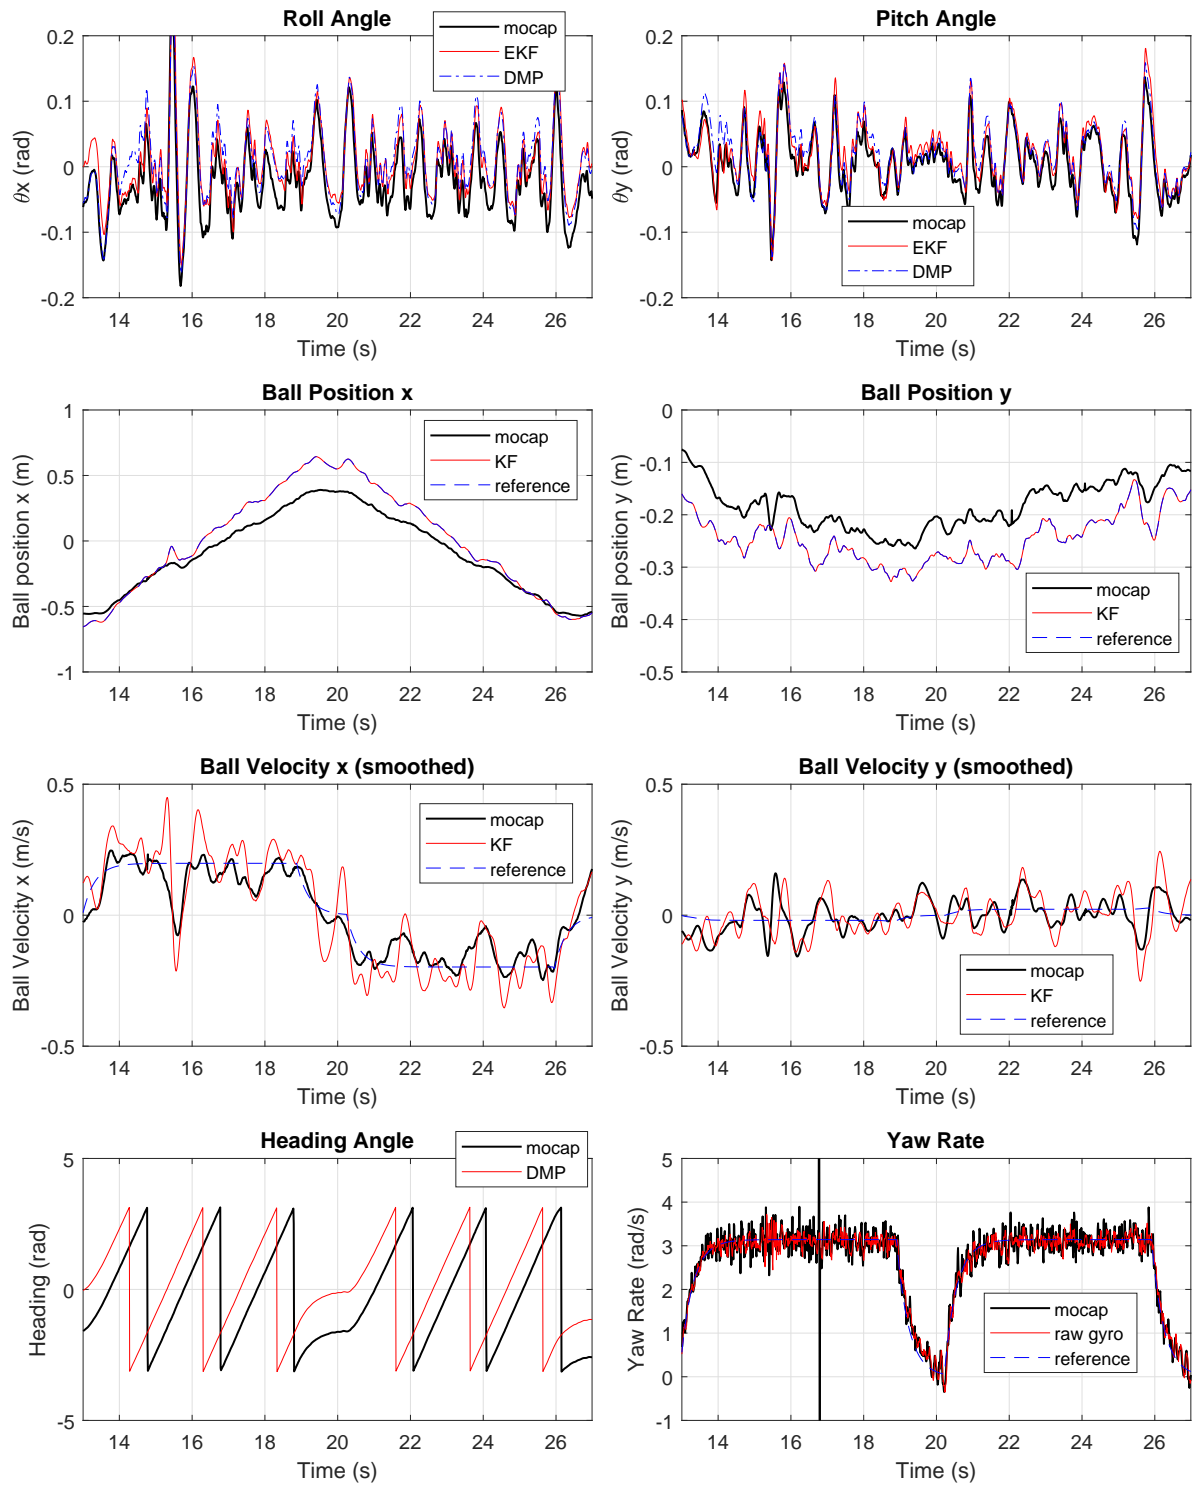 Roll Angle
mocap
EKF
DMP
0.2
0.1
0
-0.1
-0.2
θx (rad)
14 16 18 20 22 24 26
Time (s)
Pitch Angle
mocap
EKF
DMP
0.2
0.1
0
-0.1
-0.2
θy (rad)
14 16 18 20 22 24 26
Time (s)
Ball Position x
mocap
KF
reference
1
0.5
0
-0.5
-1
Ball position x (m)
14 16 18 20 22 24 26
Time (s)
Ball Position y
mocap
KF
reference
0
-0.1
-0.2
-0.3
-0.4
-0.5
Ball position y (m)
14 16 18 20 22 24 26
Time (s)
Ball Velocity x (smoothed)
mocap
KF
reference
0.5
0
-0.5
Ball Velocity x (m/s)
14 16 18 20 22 24 26
Time (s)
Ball Velocity y (smoothed)
mocap
KF
reference
0.5
0
-0.5
Ball Velocity y (m/s)
14 16 18 20 22 24 26
Time (s)
Heading Angle
mocap
DMP
5
0
-5
Heading (rad)
14 16 18 20 22 24 26
Time (s)
Yaw Rate
mocap
raw gyro
reference
5
4
3
2
1
0
-1
Yaw Rate (rad/s)
14 16 18 20 22 24 26
Time (s)